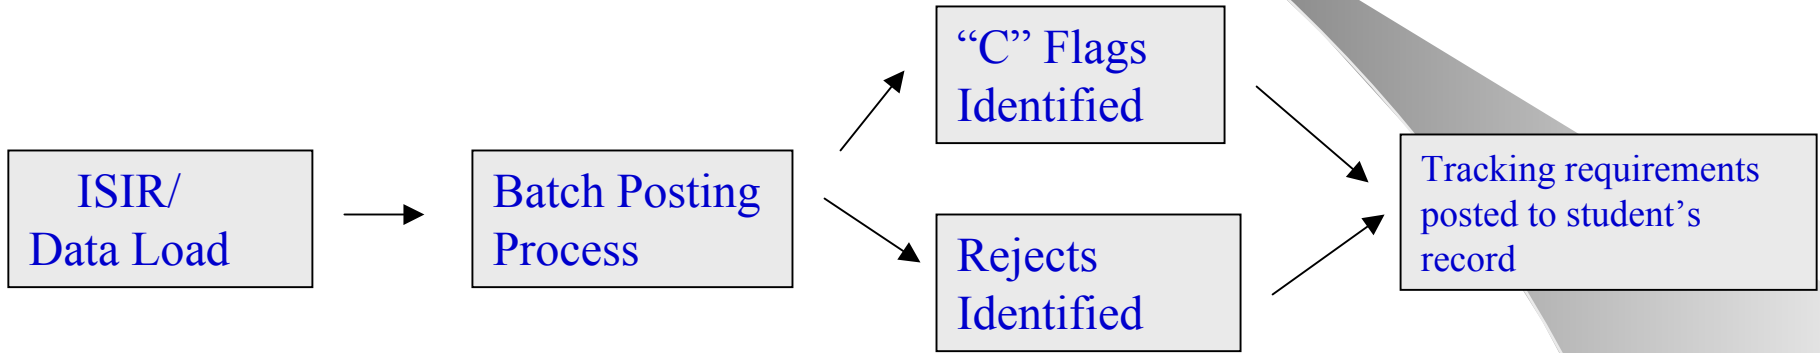 ISIR/
Data Load
Batch Posting
Process
“C” Flags
Identified
Rejects
Identified
Tracking requirements
posted to student’s
record